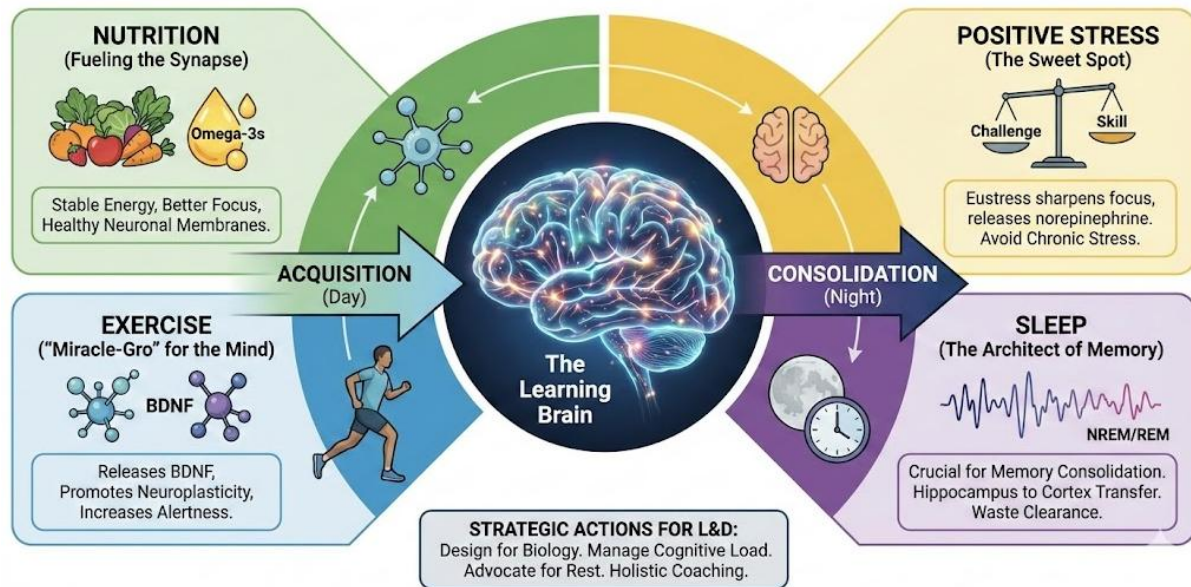 NUTRITION
(Fueling the Synapse)
Omega-3s
Stable Energy, Better Focus,
Healthy Neuronal Membranes.
POSITIVE STRESS
(The Sweet Spot)
Challenge
Skill
Eustress sharpens focus,
releases norepinephrine.
Avoid Chronic Stress.
ACQUISITION
(Day)
The
Learning
Brain
CONSOLIDATION
(Night)
EXERCISE
(“Miracle-Gro” for the Mind)
BDNF
Releases BDNF,
Promotes Neuroplasticity,
Increases Alertness.
SLEEP
(The Architect of Memory)
NREM/REM
Crucial for Memory Consolidation.
Hippocampus to Cortex Transfer.
Waste Clearance.
STRATEGIC ACTIONS FOR L&D:
Design for Biology. Manage Cognitive Load.
Advocate for Rest. Holistic Coaching.